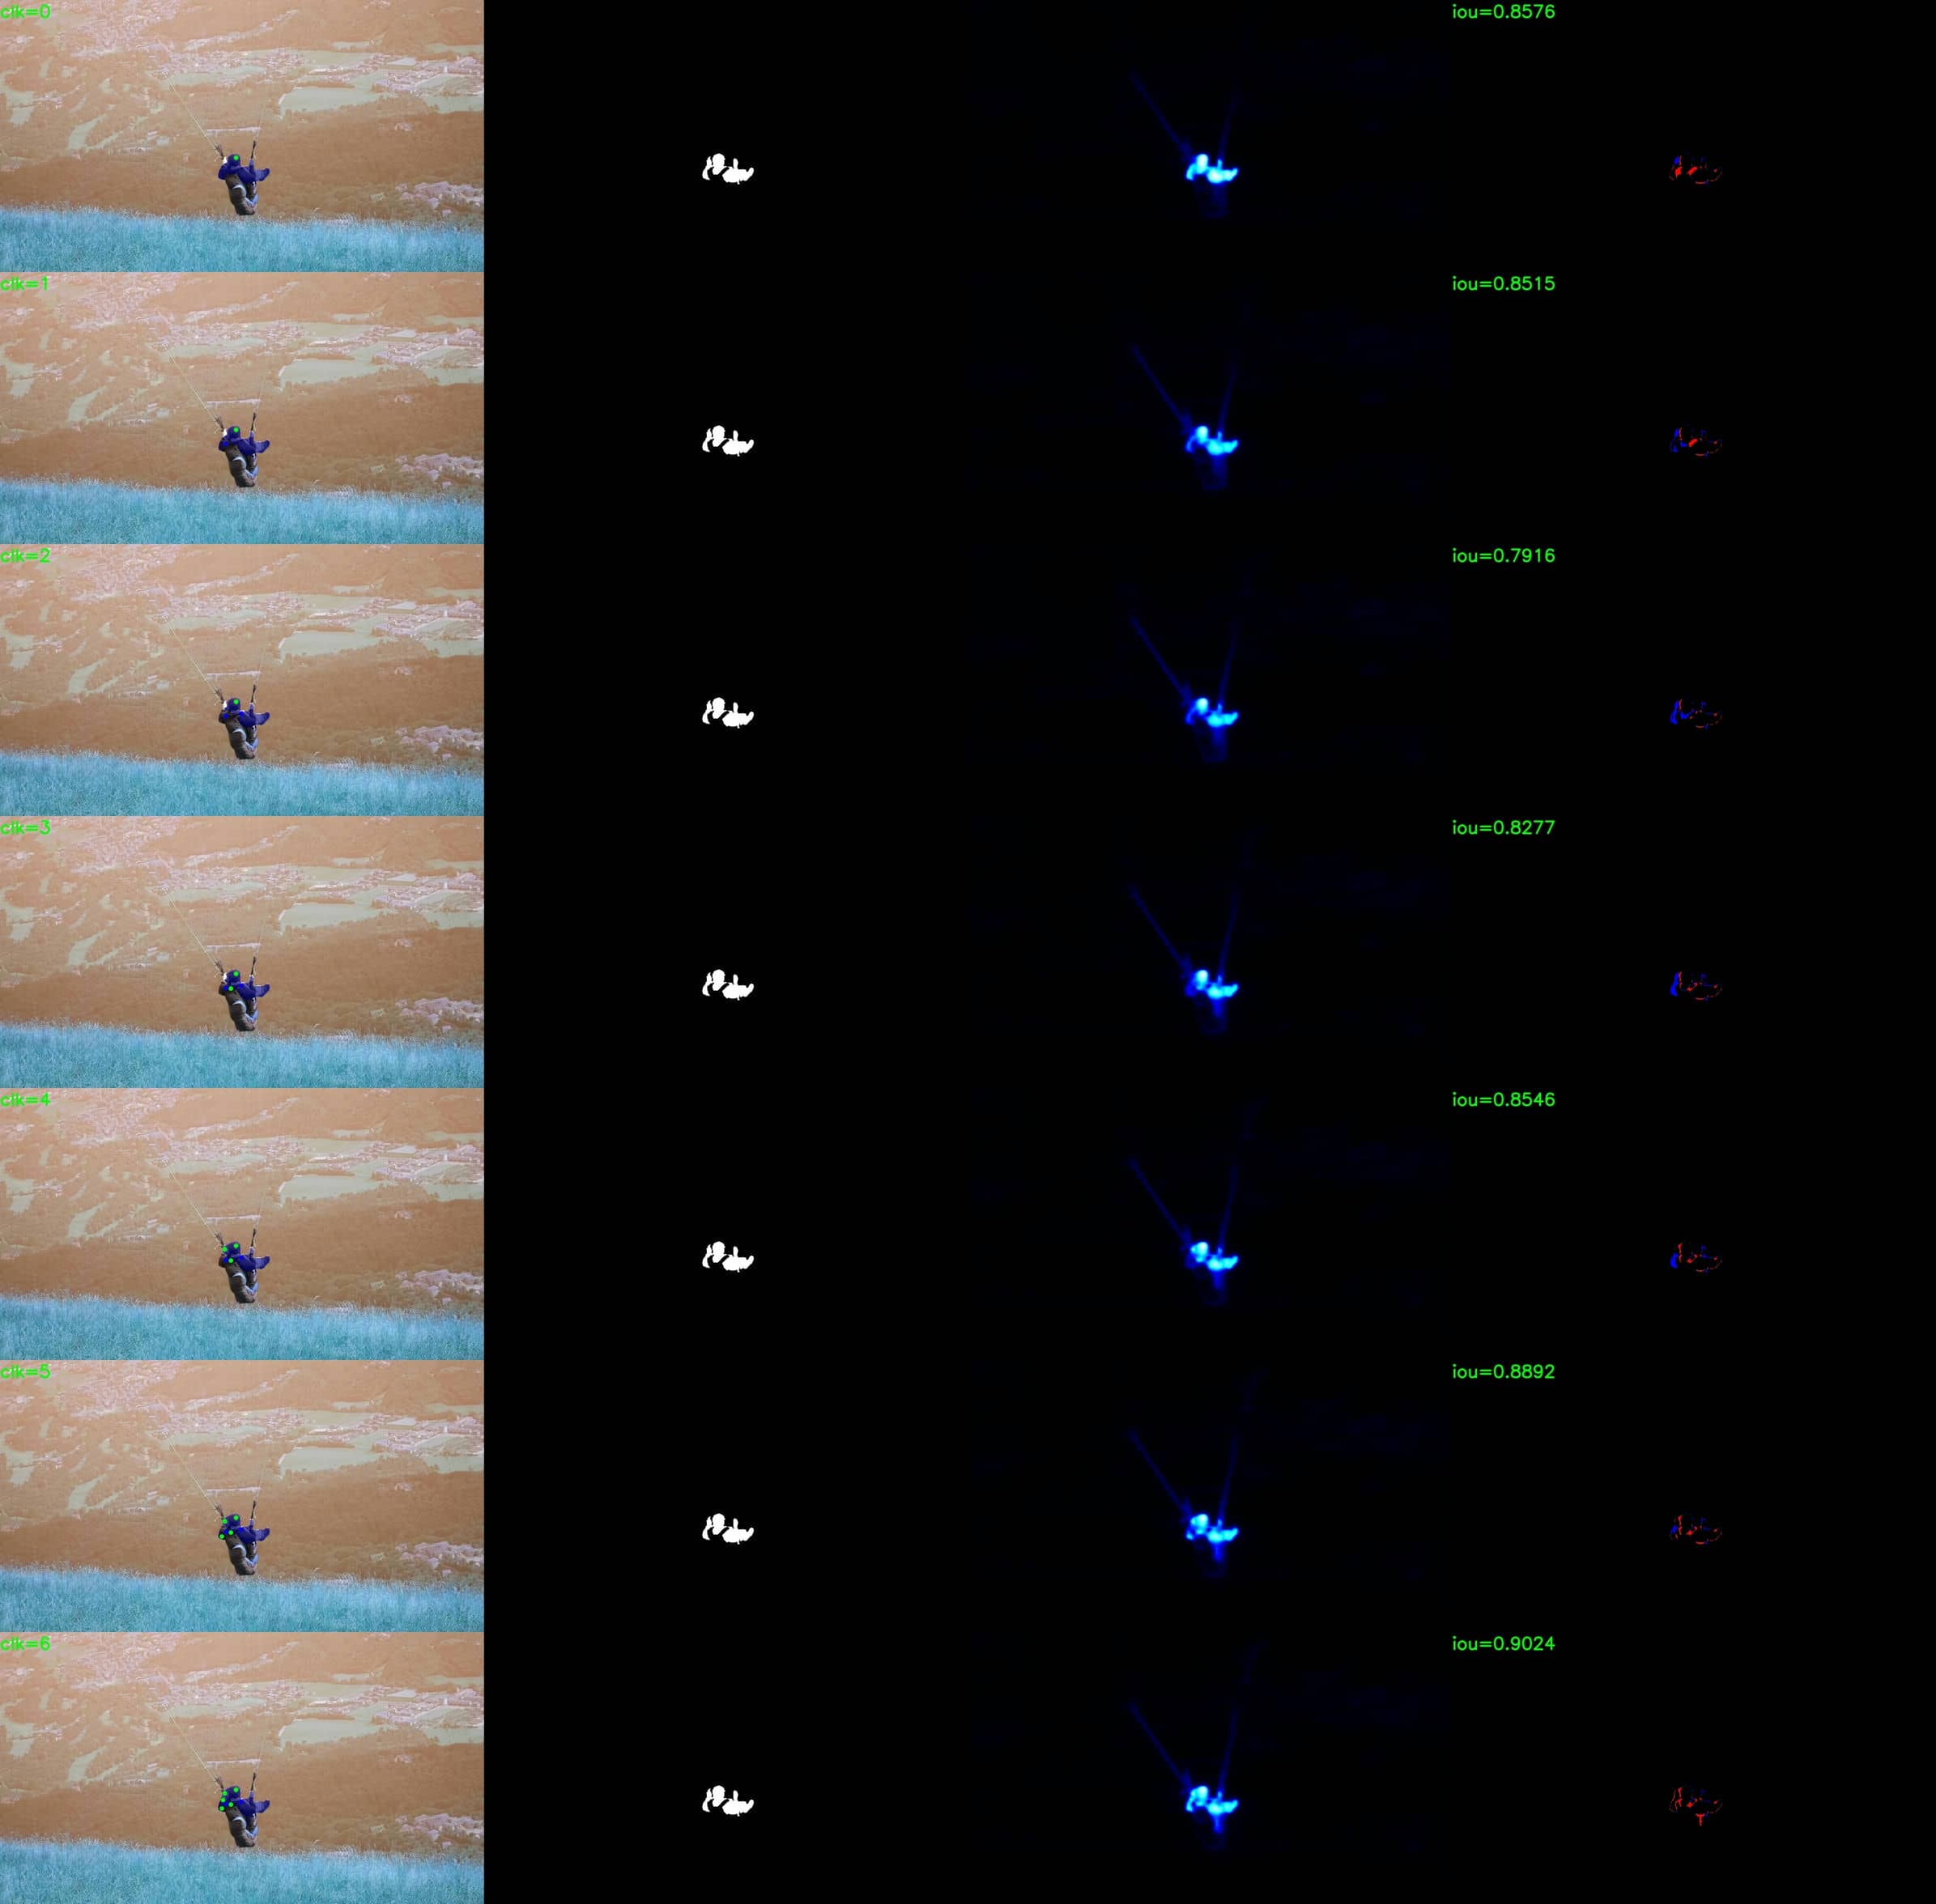 clk=0
iou=0.8576
clk=1
iou=0.8515
clk=2
iou=0.7916
clk=3
iou=0.8277
clk=4
iou=0.8546
clk=5
iou=0.8892
clk=6
iou=0.9024